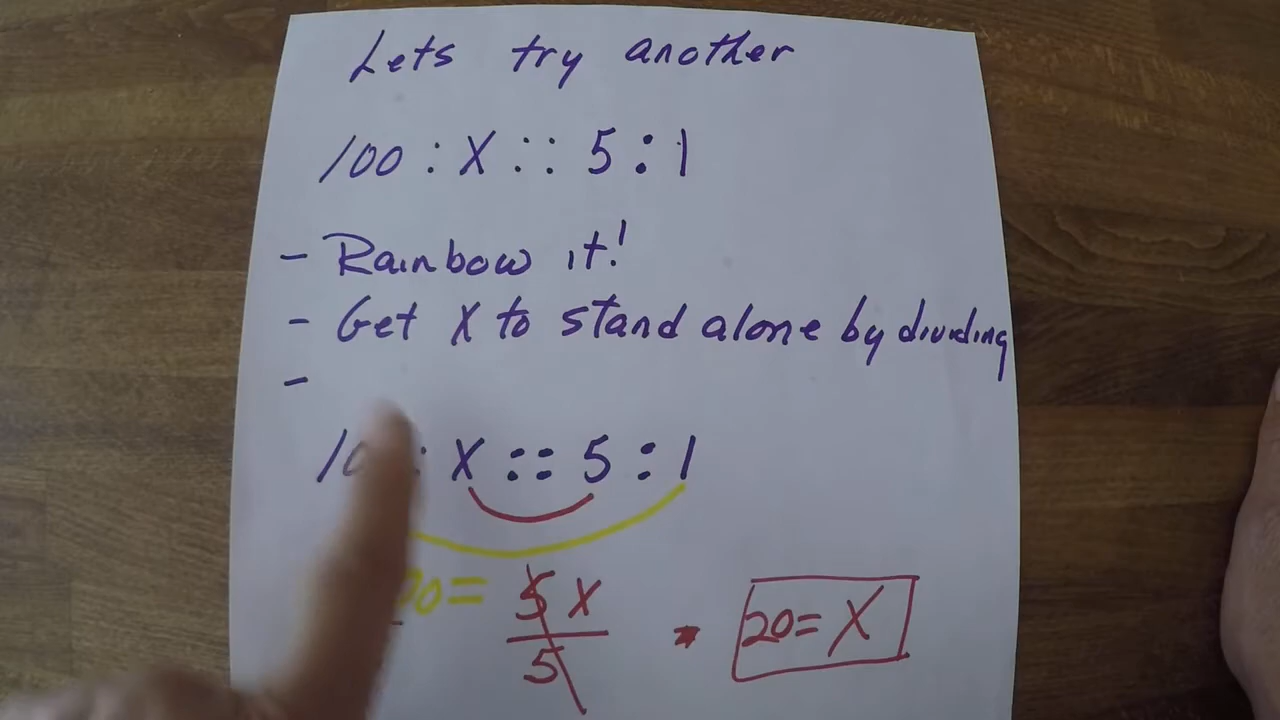 Lets try another
100 : X :: 5 : 1
- Rainbow it!
- Get X to stand alone by dividing
-
: X :: 5 : 1
= 5 X
5
20 = X